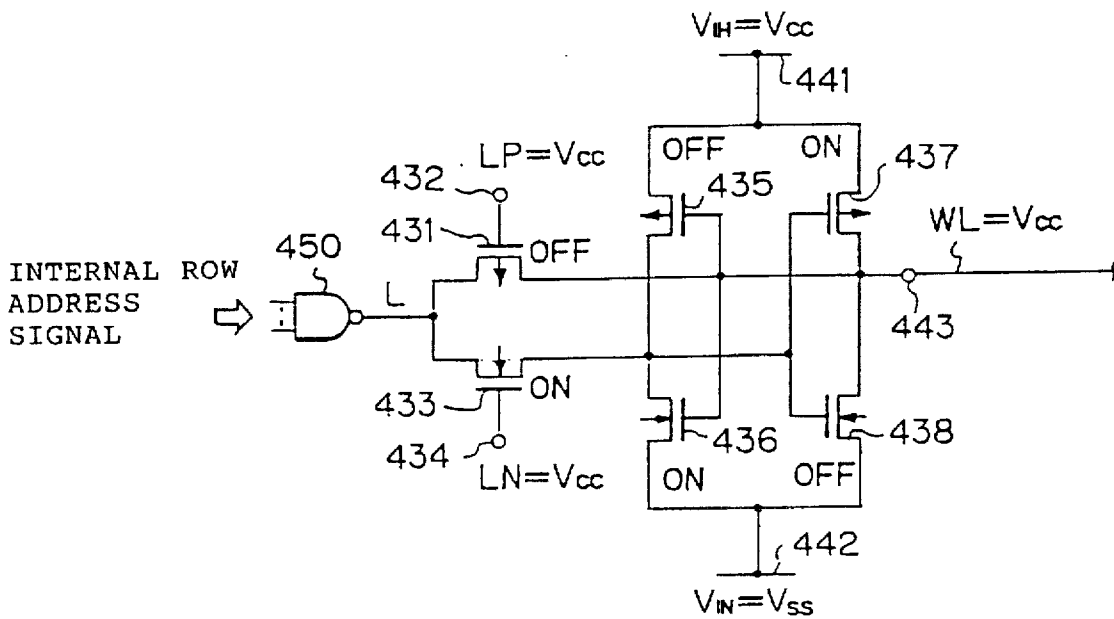 VIH=VCC
441
OFF
ON
LP=VCC
432
435
437
431
OFF
WL=VCC
450
INTERNAL ROW
ADDRESS
SIGNAL
L
443
433
ON
434
436
438
LN=VCC
ON
OFF
442
VIN=VSS